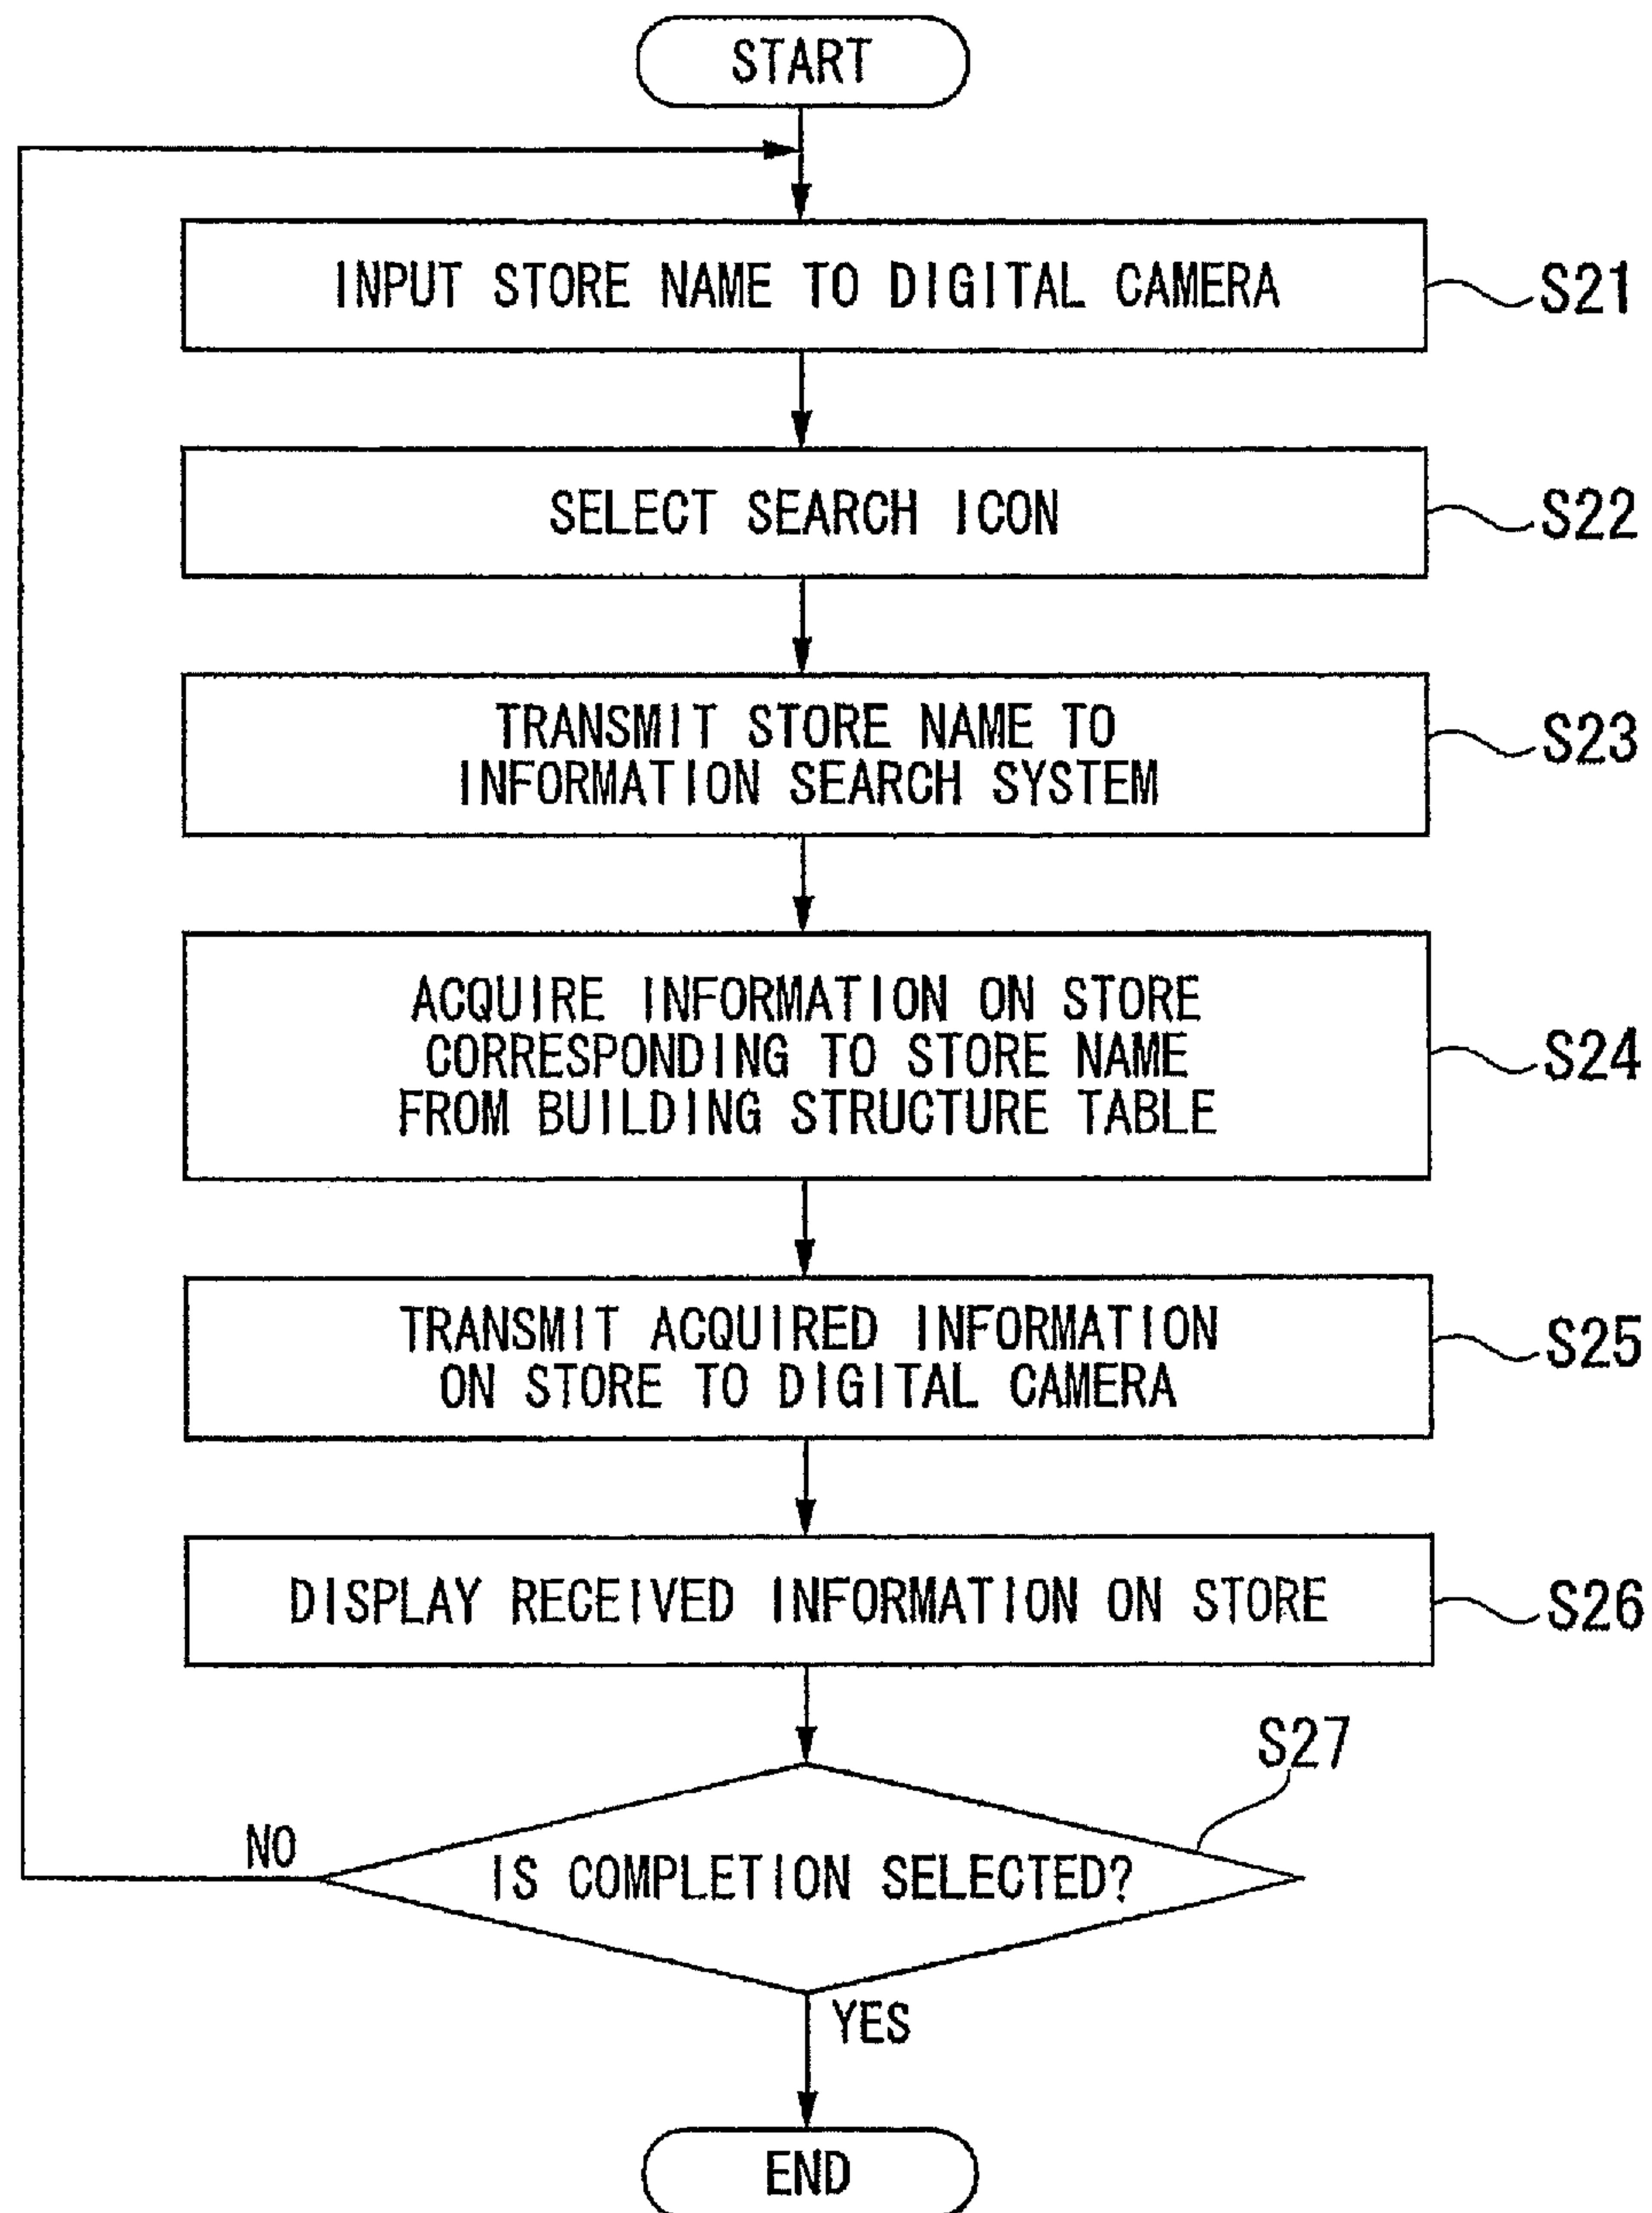 START
INPUT STORE NAME TO DIGITAL CAMERA
S21
SELECT SEARCH ICON
S22
TRANSMIT STORE NAME TO
INFORMATION SEARCH SYSTEM
S23
ACQUIRE INFORMATION ON STORE
CORRESPONDING TO STORE NAME
FROM BUILDING STRUCTURE TABLE
S24
TRANSMIT ACQUIRED INFORMATION
ON STORE TO DIGITAL CAMERA
S25
DISPLAY RECEIVED INFORMATION ON STORE
S26
S27
NO
IS COMPLETION SELECTED?
YES
END